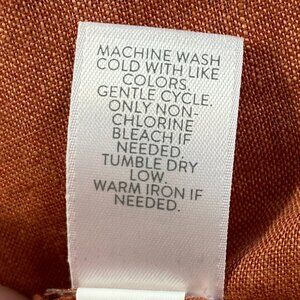 MACHINE WASH
COLD WITH LIKE
COLORS.
GENTLE CYCLE.
ONLY NON-
CHLORINE
BLEACH IF
NEEDED.
TUMBLE DRY
LOW.
WARM IRON IF
NEEDED.